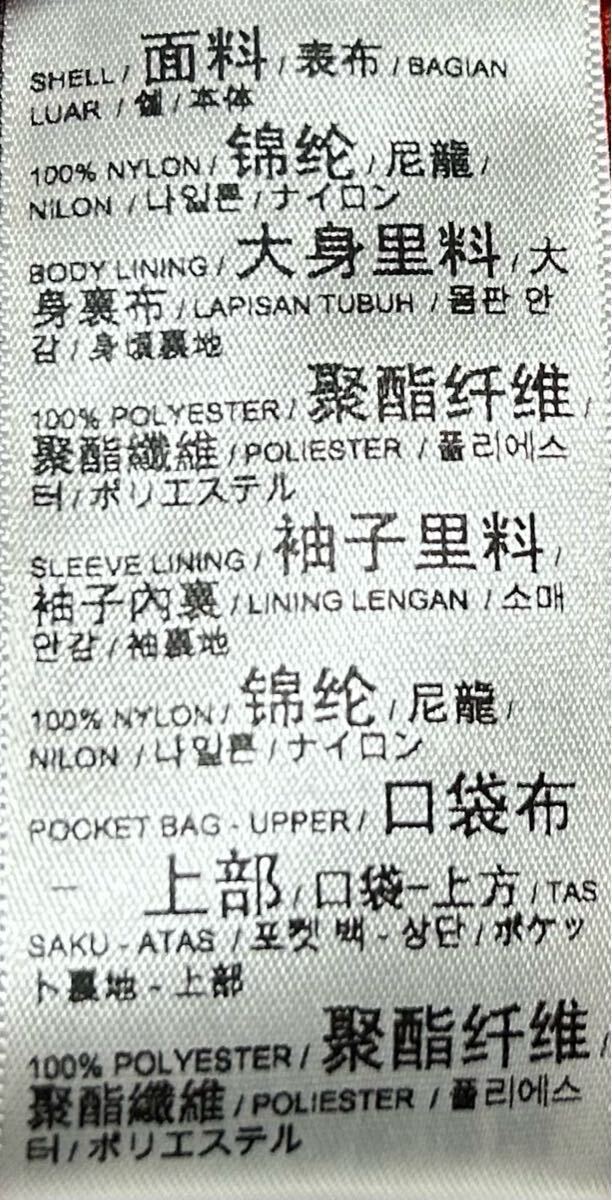 SHELL / 面料 / 表布 / BAGIAN
LUAR / 쉘 / 本体
100% NYLON / 锦纶 / 尼龍 /
NILON / 나일론 / ナイロン
BODY LINING / 大身里料 / 大
身裏布 / LAPISAN TUBUH / 몸판 안
감 / 身頃裏地
100% POLYESTER / 聚酯纤维 /
聚酯纖維 / POLIESTER / 폴리에스
터 / ポリエステル
SLEEVE LINING / 袖子里料 /
袖子內裏 / LINING LENGAN / 소매
안감 / 袖裏地
100% NYLON / 锦纶 / 尼龍 /
NILON / 나일론 / ナイロン
POCKET BAG - UPPER / 口袋布
- 上部 / 口袋-上方 / TAS
SAKU - ATAS / 포켓 백 - 상단 / ポケッ
ト裏地 - 上部
100% POLYESTER / 聚酯纤维 /
聚酯纖維 / POLIESTER / 폴리에스
터 / ポリエステル